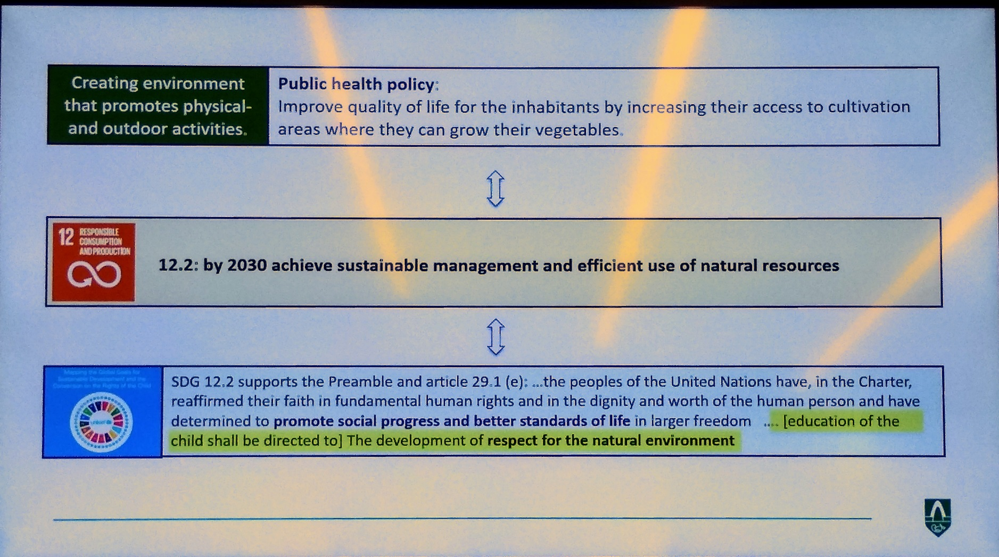 Creating environment
that promotes physical-
and outdoor activities.
Public health policy:
Improve quality of life for the inhabitants by increasing their access to cultivation
areas where they can grow their vegetables.
12 RESPONSIBLE
CONSUMPTION
AND PRODUCTION
12.2: by 2030 achieve sustainable management and efficient use of natural resources
Mapping the Global Goals for
Sustainable Development and the
Convention on the Rights of the Child
unicef
SDG 12.2 supports the Preamble and article 29.1 (e): ...the peoples of the United Nations have, in the Charter,
reaffirmed their faith in fundamental human rights and in the dignity and worth of the human person and have
determined to promote social progress and better standards of life in larger freedom .... [education of the
child shall be directed to] The development of respect for the natural environment